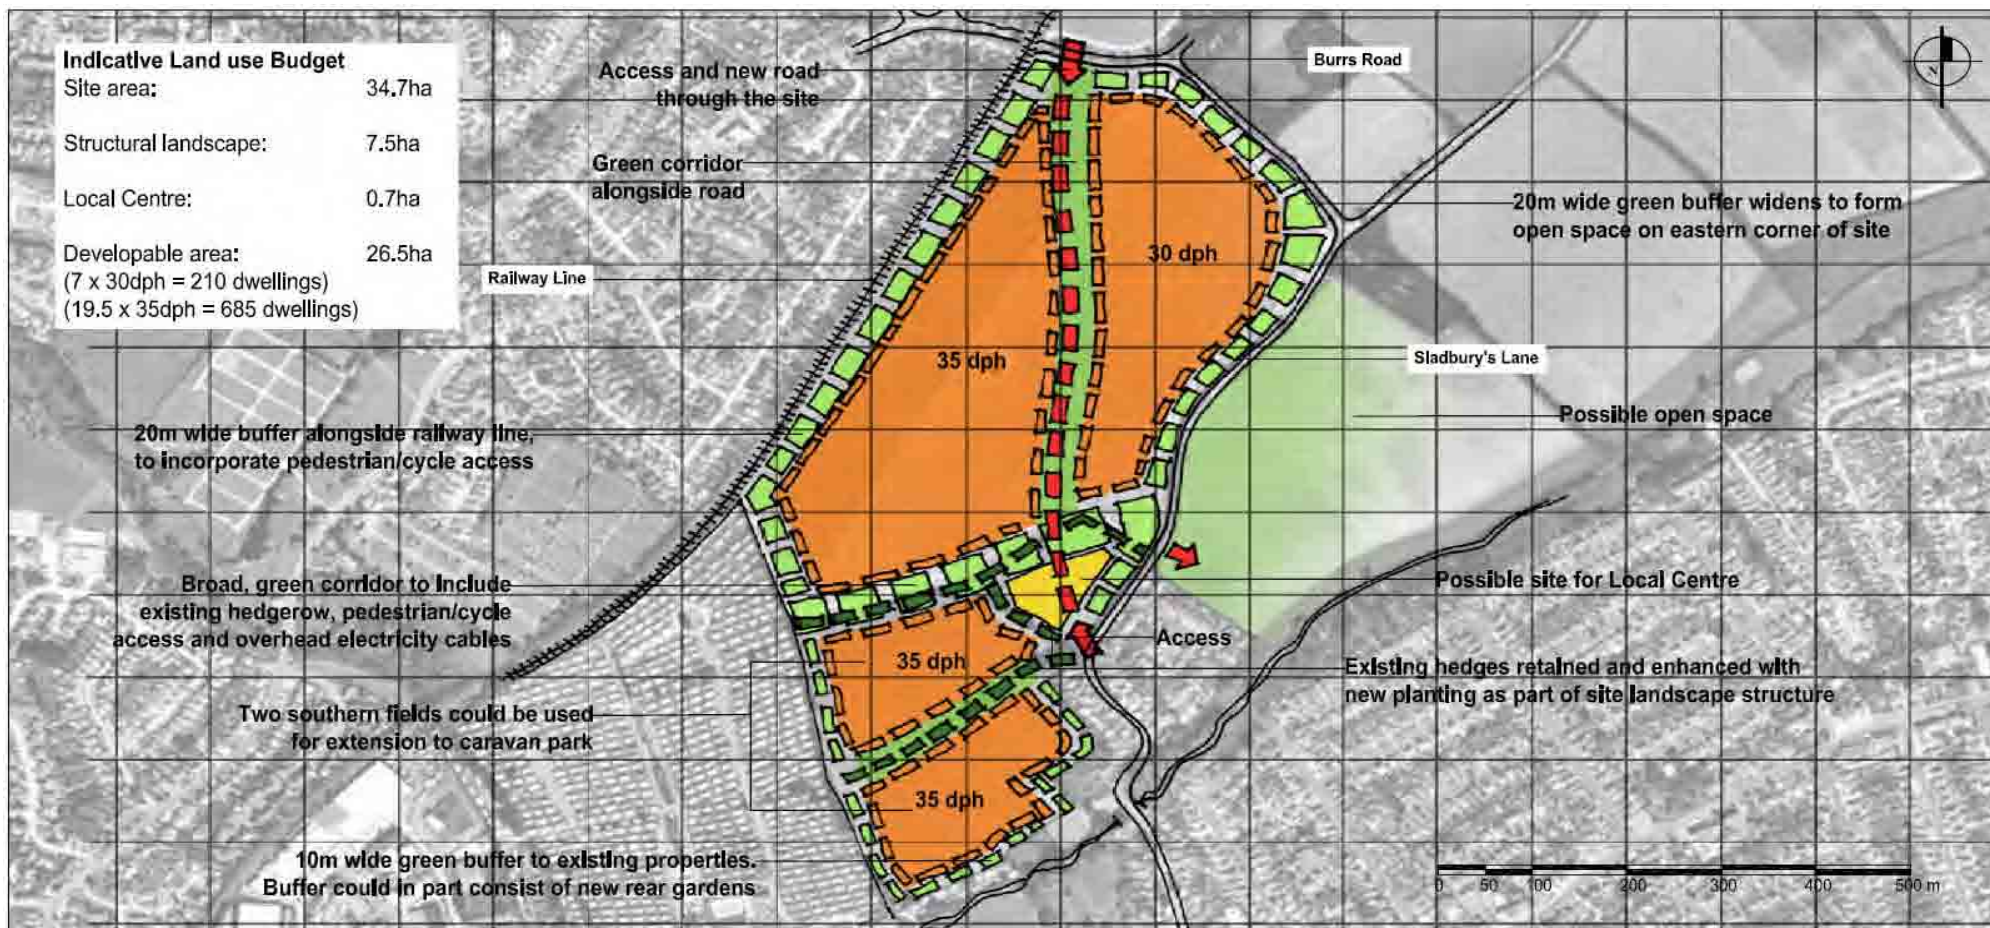 Indicative Land use Budget
Site area: 34.7ha
Structural landscape: 7.5ha
Local Centre: 0.7ha
Developable area: 26.5ha
(7 x 30dph = 210 dwellings)
(19.5 x 35dph = 685 dwellings)
Access and new road
through the site
Burrs Road
N
Green corridor
alongside road
20m wide green buffer widens to form
open space on eastern corner of site
30 dph
Railway Line
35 dph
Sladbury's Lane
Possible open space
20m wide buffer alongside railway line,
to incorporate pedestrian/cycle access
Broad, green corridor to include
existing hedgerow, pedestrian/cycle
access and overhead electricity cables
Possible site for Local Centre
Access
35 dph
Existing hedges retained and enhanced with
new planting as part of site landscape structure
Two southern fields could be used
for extension to caravan park
35 dph
10m wide green buffer to existing properties.
Buffer could in part consist of new rear gardens
0 50 100 200 300 400 500 m